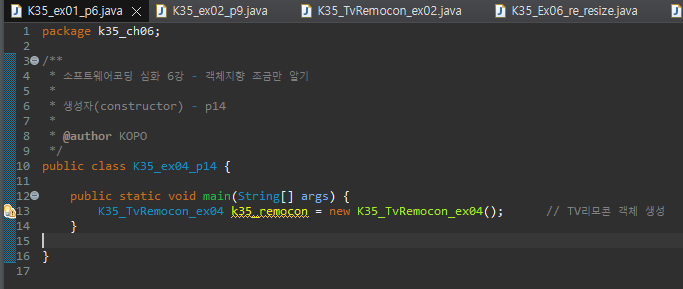 K35_ex01_p6.java K35_ex02_p9.java K35_TvRemocon_ex02.java K35_Ex06_re_resize.java
1 package k35_ch06;
2
3 /**
4 * 소프트웨어코딩 심화 6강 - 객체지향 조금만 알기
5 *
6 * 생성자(constructor) - p14
7 *
8 * @author KOPO
9 */
10 public class K35_ex04_p14 {
11
12 public static void main(String[] args) {
13 K35_TvRemocon_ex04 k35_remocon = new K35_TvRemocon_ex04(); // TV리모콘 객체 생성
14 }
15
16 }
17